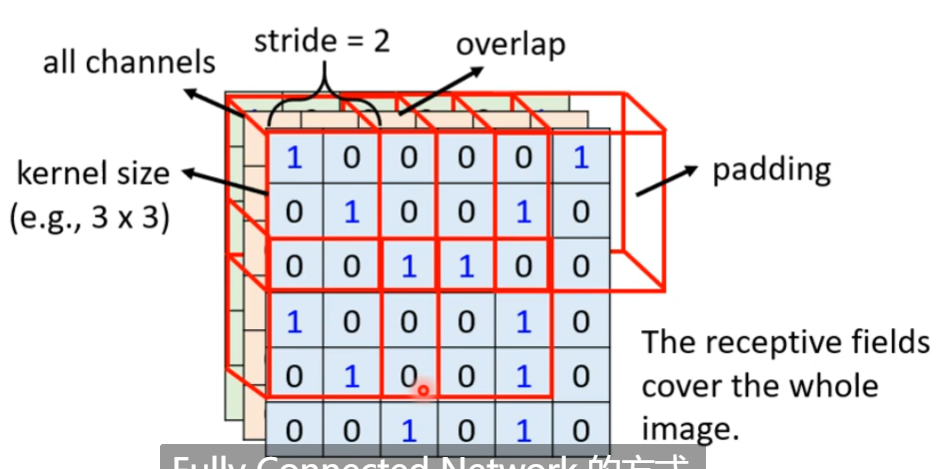 stride = 2
overlap
all channels
kernel size
(e.g., 3 x 3)
padding
1 0 0 0 0 1
0 1 0 0 1 0
0 0 1 1 0 0
1 0 0 0 1 0
0 1 0 0 1 0
0 0 1 0 1 0
The receptive fields
cover the whole
image.
Fully Connected Network 的方式